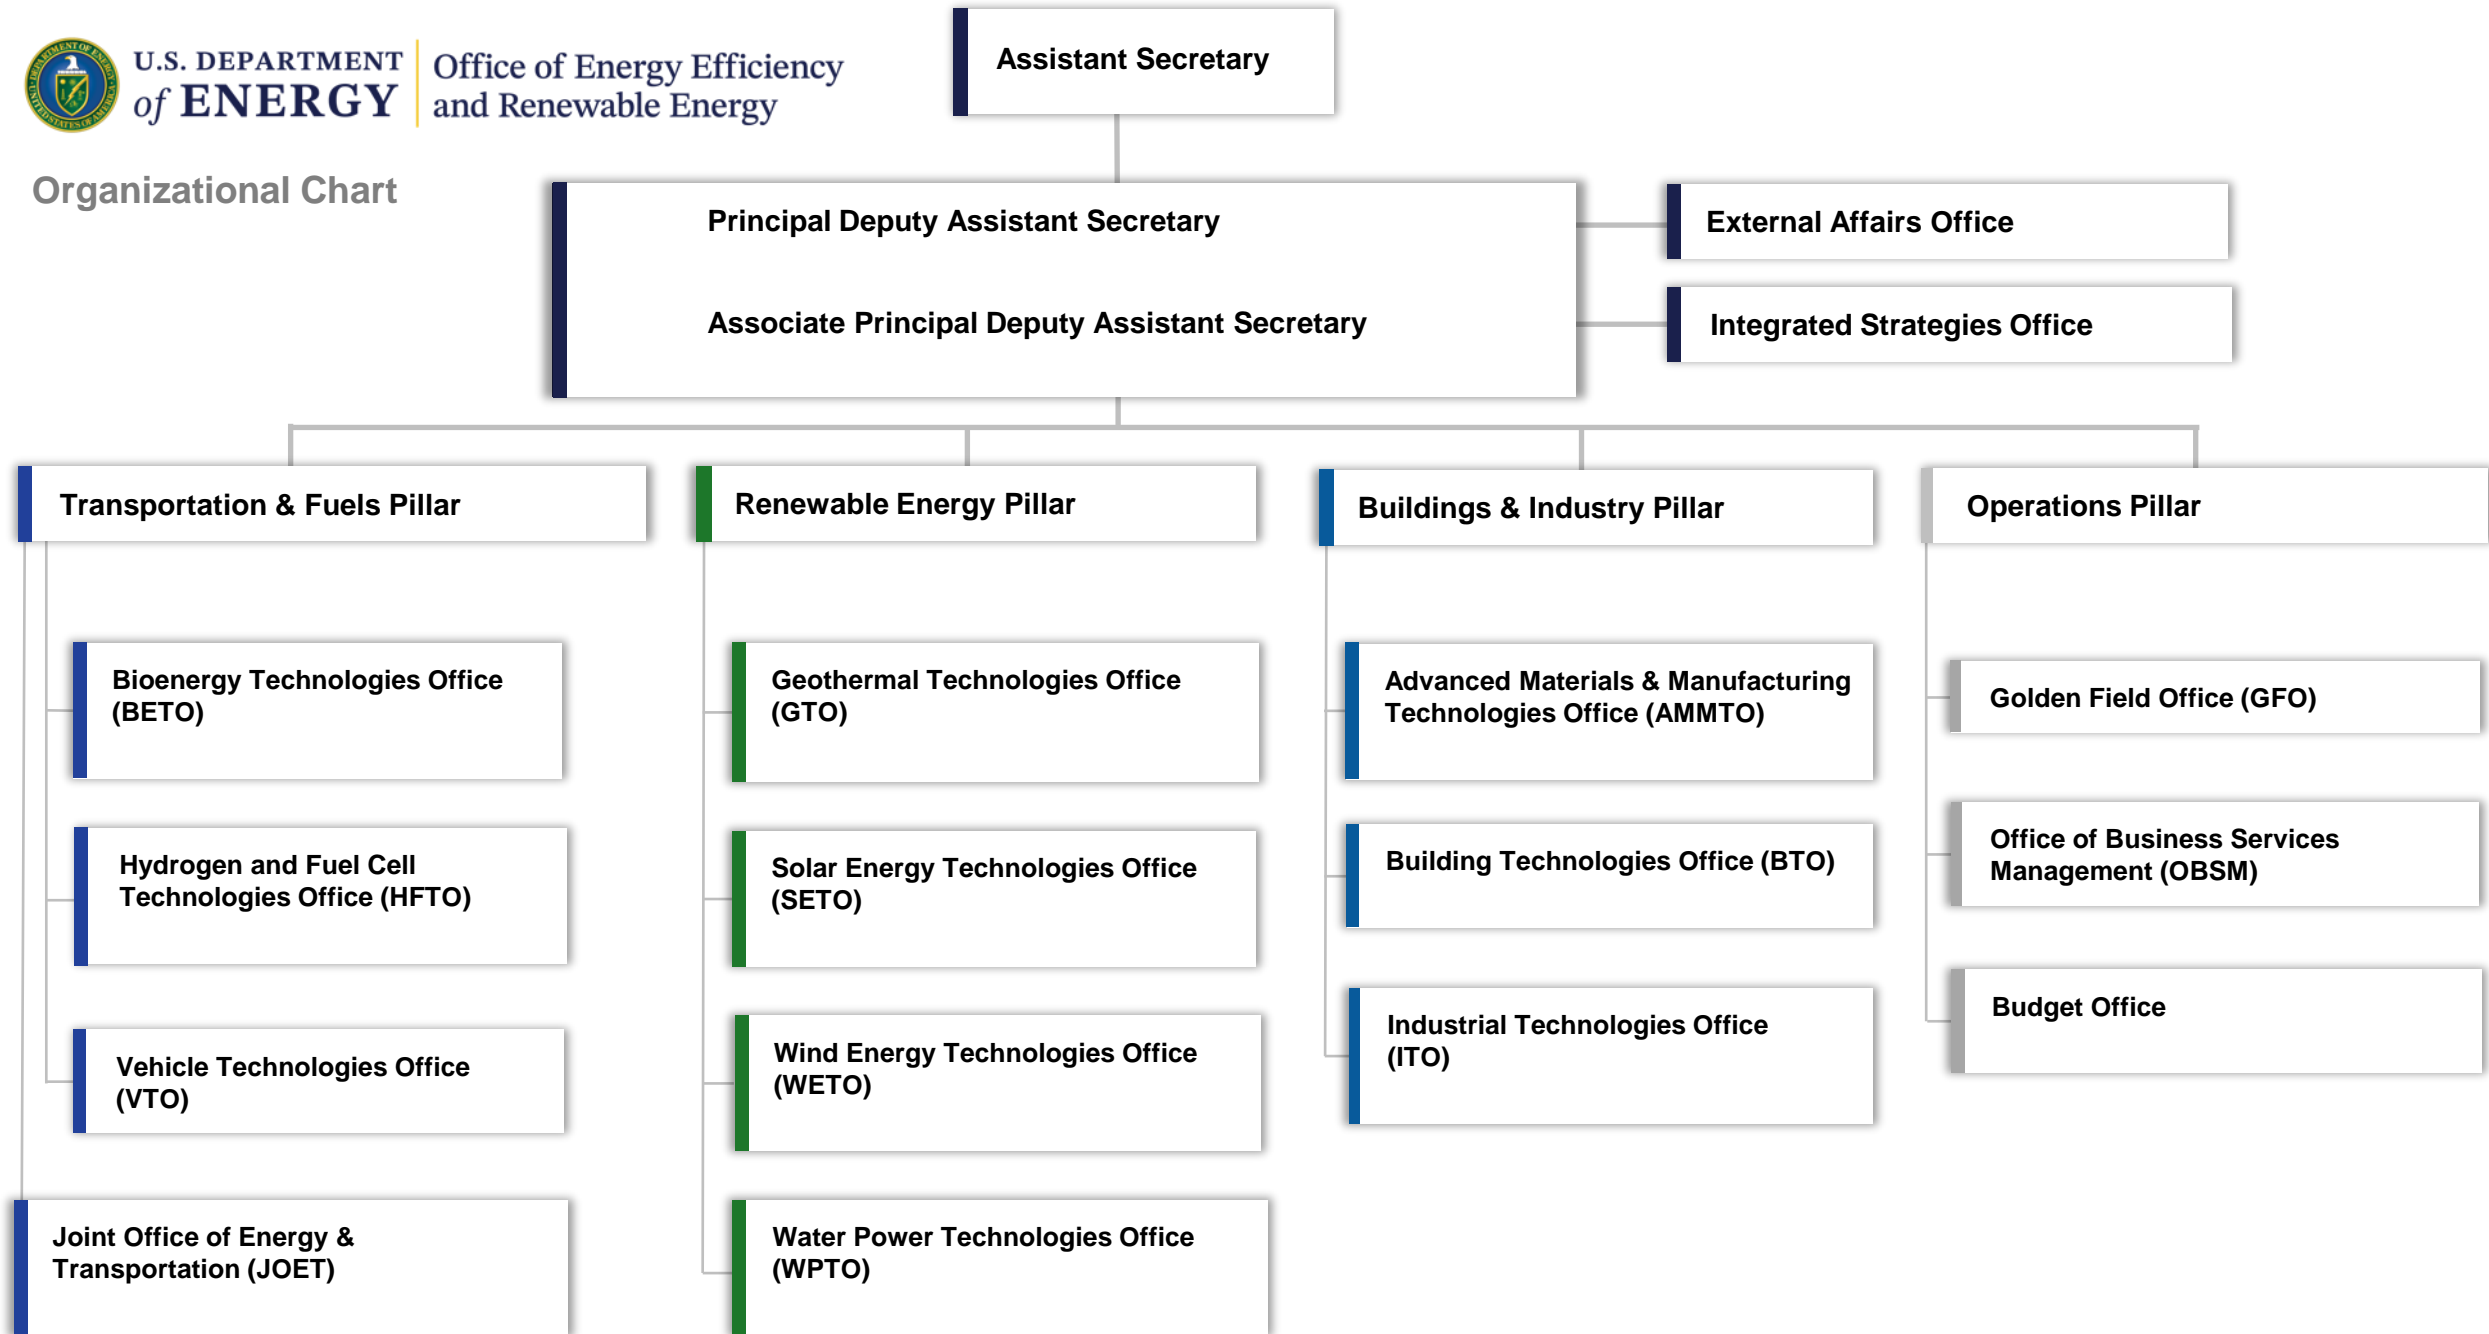 U.S. DEPARTMENT
of ENERGY
Office of Energy Efficiency
and Renewable Energy
Organizational Chart
Assistant Secretary
Principal Deputy Assistant Secretary
Associate Principal Deputy Assistant Secretary
External Affairs Office
Integrated Strategies Office
Transportation & Fuels Pillar
Bioenergy Technologies Office
(BETO)
Hydrogen and Fuel Cell
Technologies Office (HFTO)
Vehicle Technologies Office
(VTO)
Joint Office of Energy &
Transportation (JOET)
Renewable Energy Pillar
Geothermal Technologies Office
(GTO)
Solar Energy Technologies Office
(SETO)
Wind Energy Technologies Office
(WETO)
Water Power Technologies Office
(WPTO)
Buildings & Industry Pillar
Advanced Materials & Manufacturing
Technologies Office (AMMTO)
Building Technologies Office (BTO)
Industrial Technologies Office
(ITO)
Operations Pillar
Golden Field Office (GFO)
Office of Business Services
Management (OBSM)
Budget Office